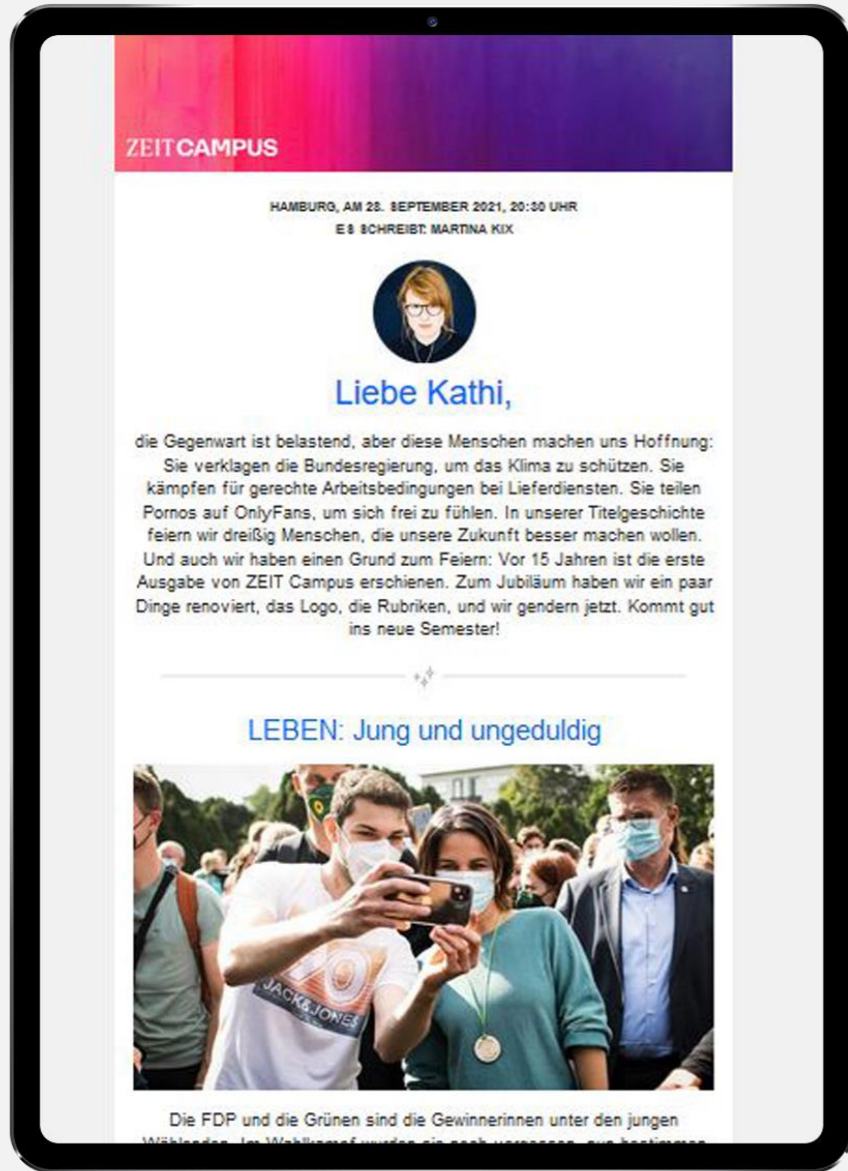 ZEIT CAMPUS
HAMBURG, AM 28. SEPTEMBER 2021, 20:30 UHR
ES SCHREIBT: MARTINA KIX
Liebe Kathi,
die Gegenwart ist belastend, aber diese Menschen machen uns Hoffnung:
Sie verklagen die Bundesregierung, um das Klima zu schützen. Sie
kämpfen für gerechte Arbeitsbedingungen bei Lieferdiensten. Sie teilen
Pornos auf OnlyFans, um sich frei zu fühlen. In unserer Titelgeschichte
feiern wir dreißig Menschen, die unsere Zukunft besser machen wollen.
Und auch wir haben einen Grund zum Feiern: Vor 15 Jahren ist die erste
Ausgabe von ZEIT Campus erschienen. Zum Jubiläum haben wir ein paar
Dinge renoviert, das Logo, die Rubriken, und wir gendern jetzt. Kommt gut
ins neue Semester!
LEBEN: Jung und ungeduldig
JACK&JONES
Die FDP und die Grünen sind die Gewinnerinnen unter den jungen